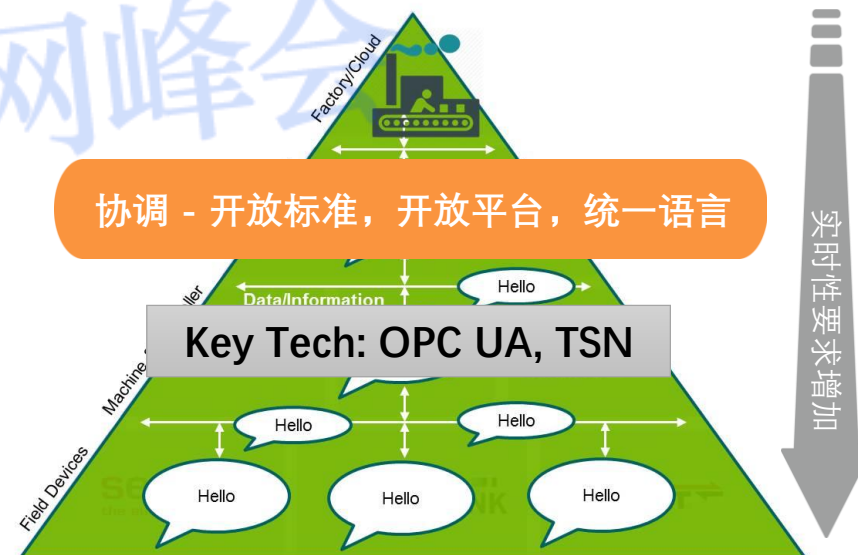 网峰会
Factory/Cloud
协调 - 开放标准，开放平台，统一语言
Hello
Data/Information
Key Tech: OPC UA, TSN
Machine
Hello
Hello
Field Devices
Hello
Hello
Hello
实时性要求增加